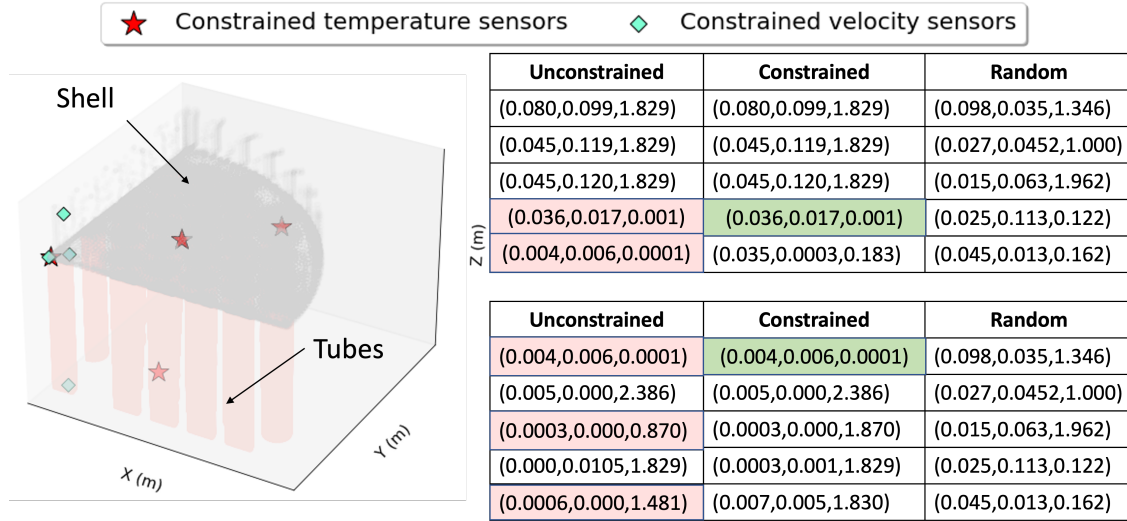 Constrained temperature sensors
Constrained velocity sensors
Shell
Tubes
X (m)
Y (m)
Z (m)
Unconstrained Constrained Random
(0.080,0.099,1.829) (0.080,0.099,1.829) (0.098,0.035,1.346)
(0.045,0.119,1.829) (0.045,0.119,1.829) (0.027,0.0452,1.000)
(0.045,0.120,1.829) (0.045,0.120,1.829) (0.015,0.063,1.962)
(0.036,0.017,0.001) (0.036,0.017,0.001) (0.025,0.113,0.122)
(0.004,0.006,0.0001) (0.035,0.0003,0.183) (0.045,0.013,0.162)
Unconstrained Constrained Random
(0.004,0.006,0.0001) (0.004,0.006,0.0001) (0.098,0.035,1.346)
(0.005,0.000,2.386) (0.005,0.000,2.386) (0.027,0.0452,1.000)
(0.0003,0.000,0.870) (0.0003,0.000,1.870) (0.015,0.063,1.962)
(0.000,0.0105,1.829) (0.0003,0.001,1.829) (0.025,0.113,0.122)
(0.0006,0.000,1.481) (0.007,0.005,1.830) (0.045,0.013,0.162)